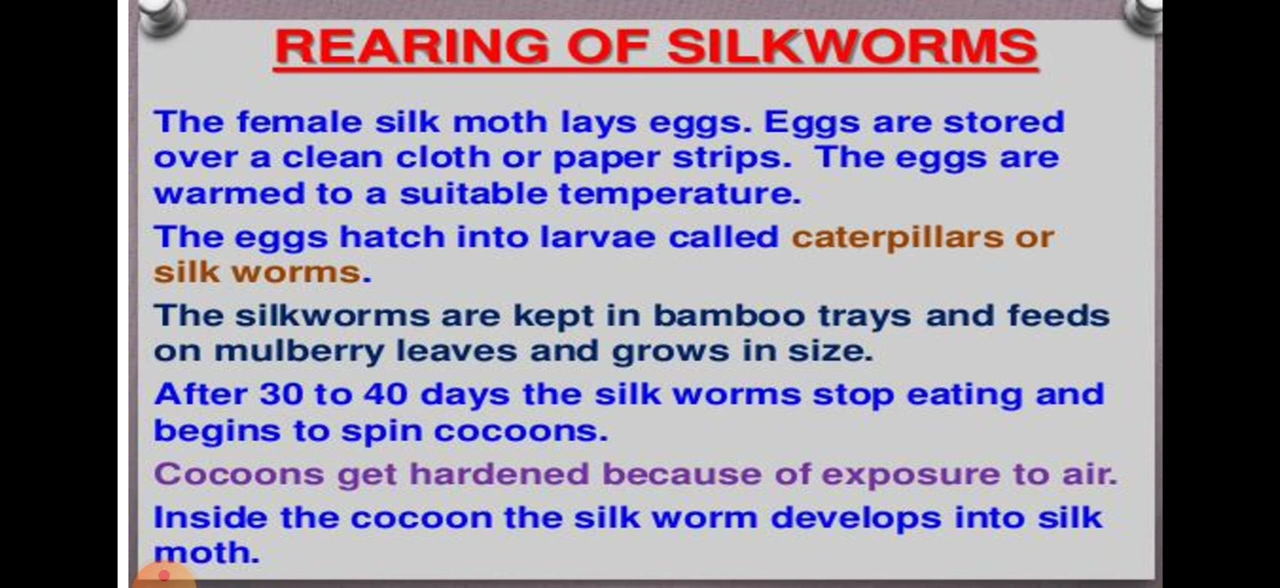 REARING OF SILKWORMS
The female silk moth lays eggs. Eggs are stored
over a clean cloth or paper strips. The eggs are
warmed to a suitable temperature.
The eggs hatch into larvae called caterpillars or
silk worms.
The silkworms are kept in bamboo trays and feeds
on mulberry leaves and grows in size.
After 30 to 40 days the silk worms stop eating and
begins to spin cocoons.
Cocoons get hardened because of exposure to air.
Inside the cocoon the silk worm develops into silk
moth.